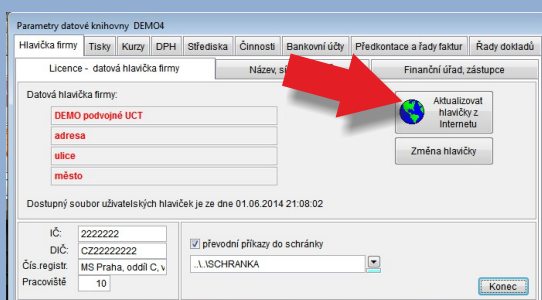 Parametry datové knihovny DEMO4
Hlavička firmy Tisky Kurzy DPH Střediska Činnosti Bankovní účty Předkontace a řady faktur Řady dokladů
Licence - datová hlavička firmy Název, Finanční úřad, zástupce
Datová hlavička firmy:
DEMO podvojné UCT
adresa
ulice
město
Aktualizovat
hlavičky z
Internetu
Změna hlavičky
Dostupný soubor uživatelských hlaviček je ze dne 01.06.2014 21:08:02
IČ: 2222222
DIČ: CZ22222222
Čís.registr. MS Praha, oddíl C, v
Pracoviště 10
převodní příkazy do schránky
..\..\SCHRANKA
Konec